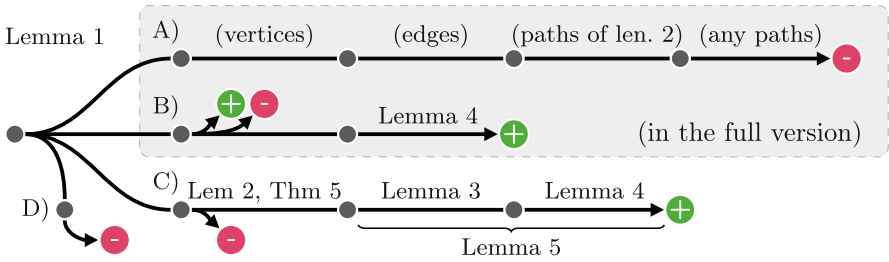 Lemma 1
A) (vertices) (edges) (paths of len. 2) (any paths)
-
B) + -
Lemma 4
+
(in the full version)
C) Lem 2, Thm 5 Lemma 3 Lemma 4
+
D)
- -
Lemma 5